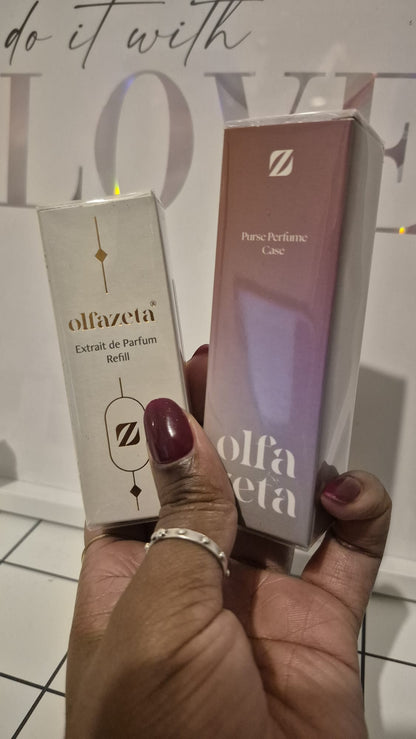 do it with
LOVE
olfazeta®
Extrait de Parfum
Refill
Z
Z
Purse Perfume
Case
olfa
zeta